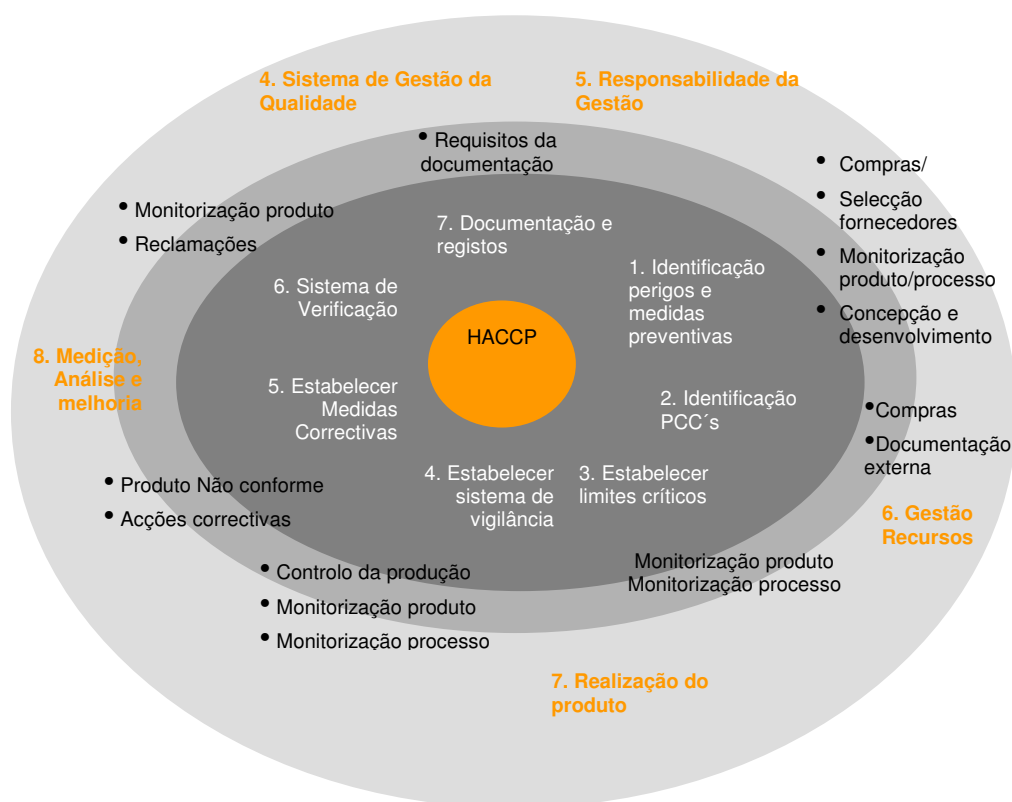 4. Sistema de Gestão da
Qualidade
5. Responsabilidade da
Gestão
• Requisitos da
documentação
• Compras/
• Selecção
fornecedores
• Monitorização
produto/processo
• Concepção e
desenvolvimento
• Monitorização produto
• Reclamações
7. Documentação e
registos
1. Identificação
perigos e
medidas
preventivas
6. Sistema de
Verificação
HACCP
8. Medição,
Análise e
melhoria
5. Estabelecer
Medidas
Correctivas
2. Identificação
PCC´s
•Compras
•Documentação
externa
4. Estabelecer
sistema de
vigilância
3. Estabelecer
limites críticos
• Produto Não conforme
• Acções correctivas
6. Gestão
Recursos
Monitorização produto
Monitorização processo
• Controlo da produção
• Monitorização produto
• Monitorização processo
7. Realização do
produto